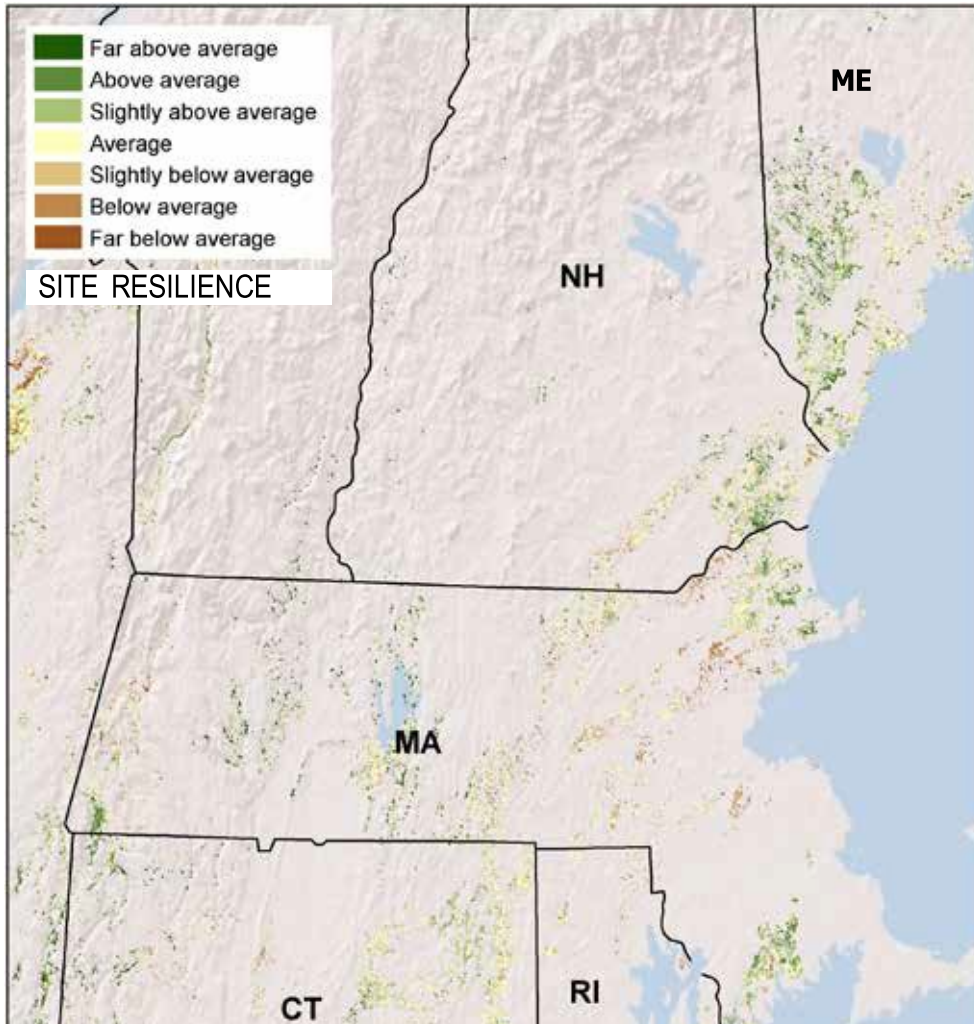 Far above average
Above average
Slightly above average
Average
Slightly below average
Below average
Far below average
SITE RESILIENCE
ME
NH
MA
CT
RI